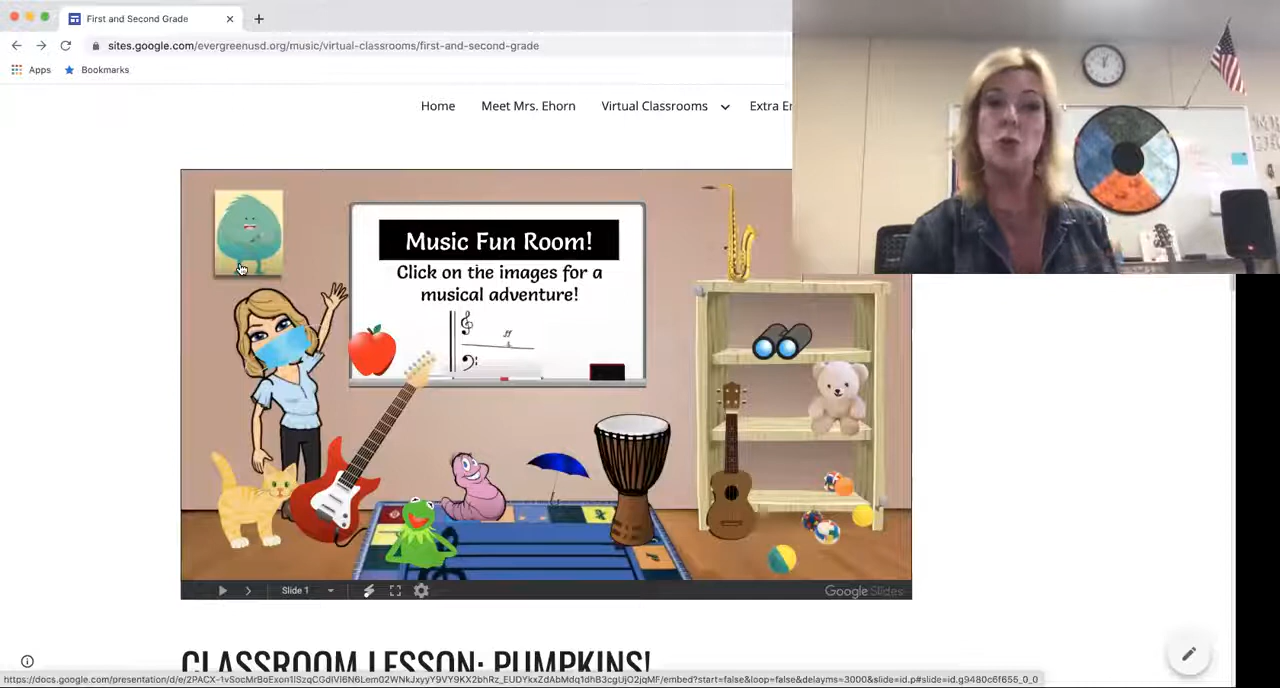 First and Second Grade
sites.google.com/evergreenusd.org/music/virtual-classrooms/first-and-second-grade
Apps
Bookmarks
Home
Meet Mrs. Ehorn
Virtual Classrooms
Extra
Music Fun Room!
Click on the images for a
musical adventure!
Slide 1
Google Slides
CLASSROOM LESSON: PUMPKINS!